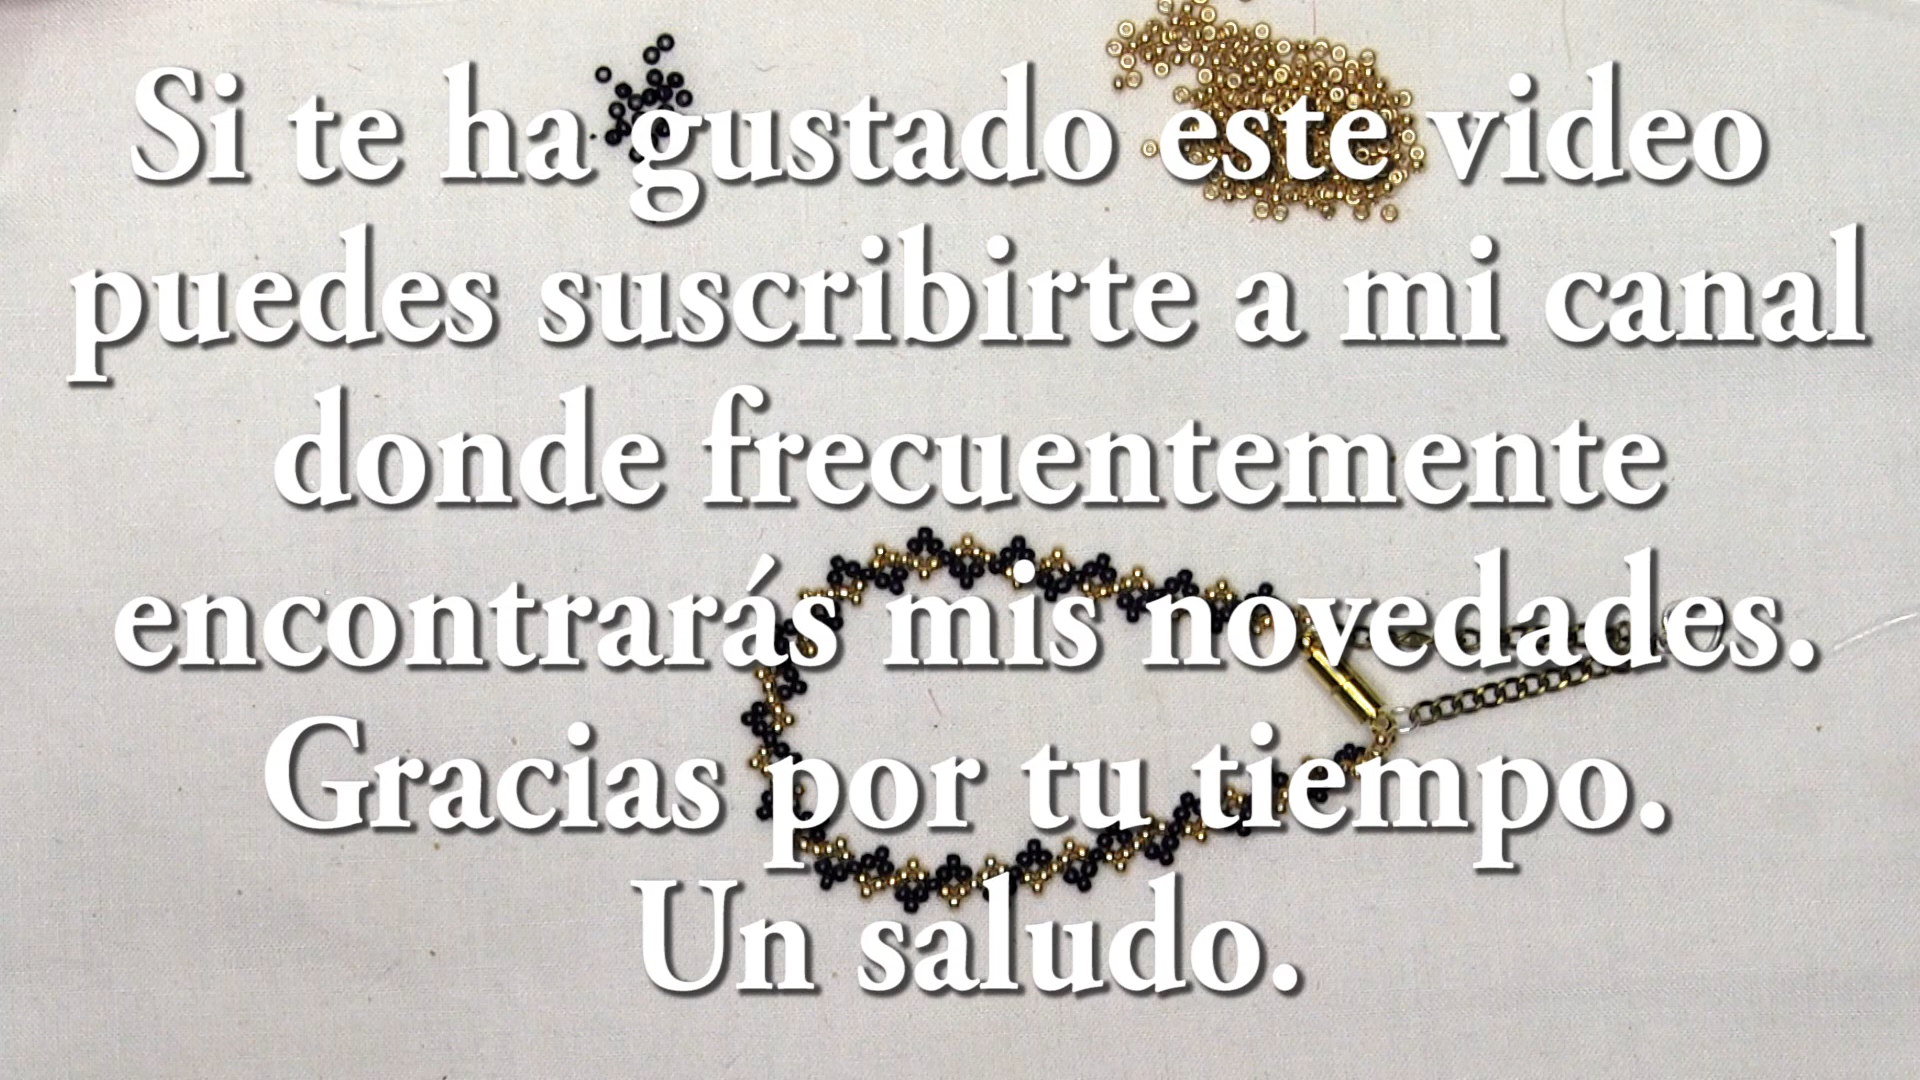 Si te ha gustado este video
puedes suscribirte a mi canal
donde frecuentemente
encontrarás mis novedades.
Gracias por tu tiempo.
Un saludo.